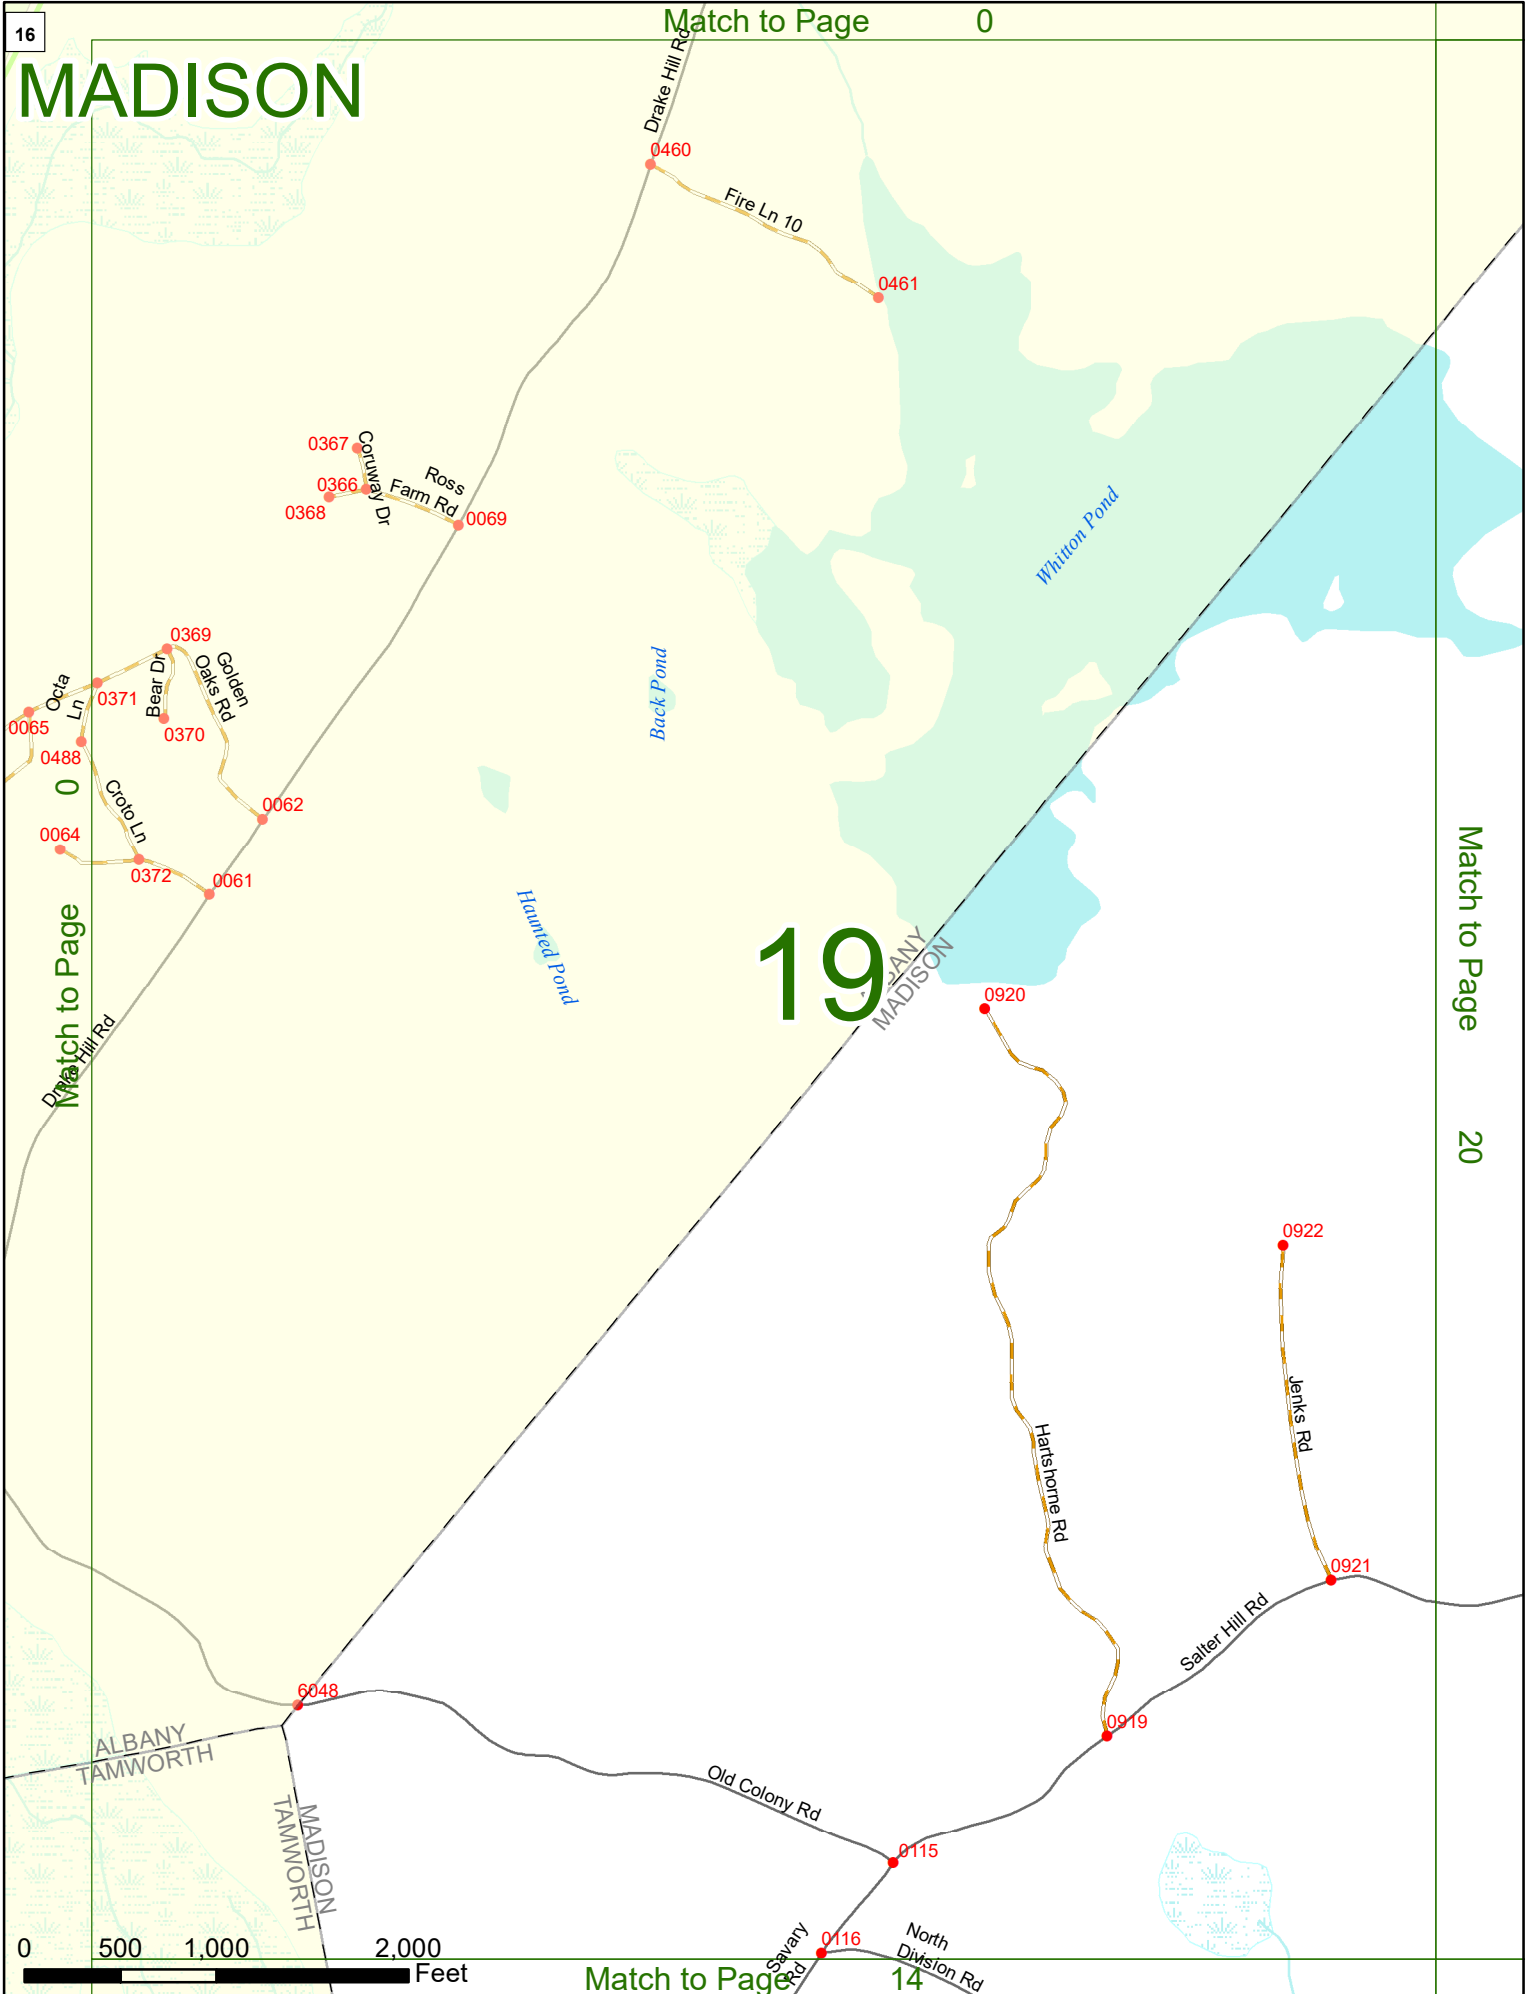 Match to Page 0
16
MADISON
Drake Hill Rd
0460
Fire Ln 10
0461
0367
Coruway Dr
0366
0368
Ross
Farm Rd
0069
Whitton Pond
0369
Golden
Oaks Rd
Bear Dr
0370
Octa
Ln
0371
0065
0488
Back Pond
Croto Ln
0062
0064
0372
0061
Match to Page 0
Match to Page 20
Haunted Pond
19
MADISON
0920
Drake Hill Rd
0922
Jenks Rd
Hartshorne Rd
0921
Salter Hill Rd
6048
0919
ALBANY
TAMWORTH
Old Colony Rd
MADISON
TAMWORTH
0115
0116
Savary
Rd
North
Division Rd
0 500 1,000 2,000
Feet
Match to Page 14